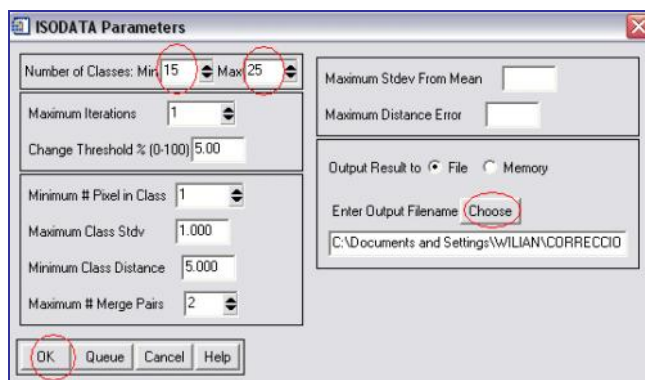 ISODATA Parameters
Number of Classes: Min 15 Max 25
Maximum Iterations 1
Change Threshold % (0-100) 5.00
Minimum # Pixel in Class 1
Maximum Class Stdv 1.000
Minimum Class Distance 5.000
Maximum # Merge Pairs 2
OK Queue Cancel Help
Maximum Stdev From Mean
Maximum Distance Error
Output Result to File Memory
Enter Output Filename Choose
C:\Documents and Settings\WILIAN\CORRECCIO